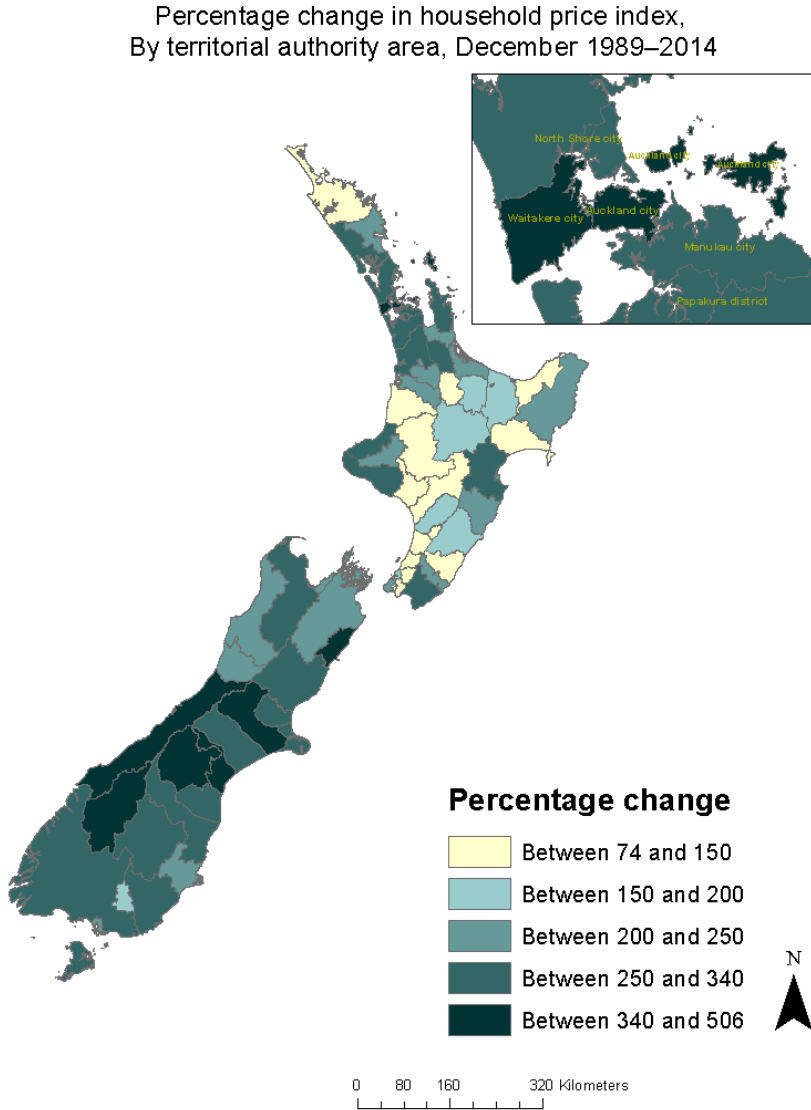 Percentage change in household price index,
By territorial authority area, December 1989–2014
North Shore city
Auckland city
Auckland city
Waitakere city
Auckland city
Manukau city
Papakura district
Percentage change
Between 74 and 150
Between 150 and 200
Between 200 and 250
Between 250 and 340
Between 340 and 506
N
0 80 160 320 Kilometers